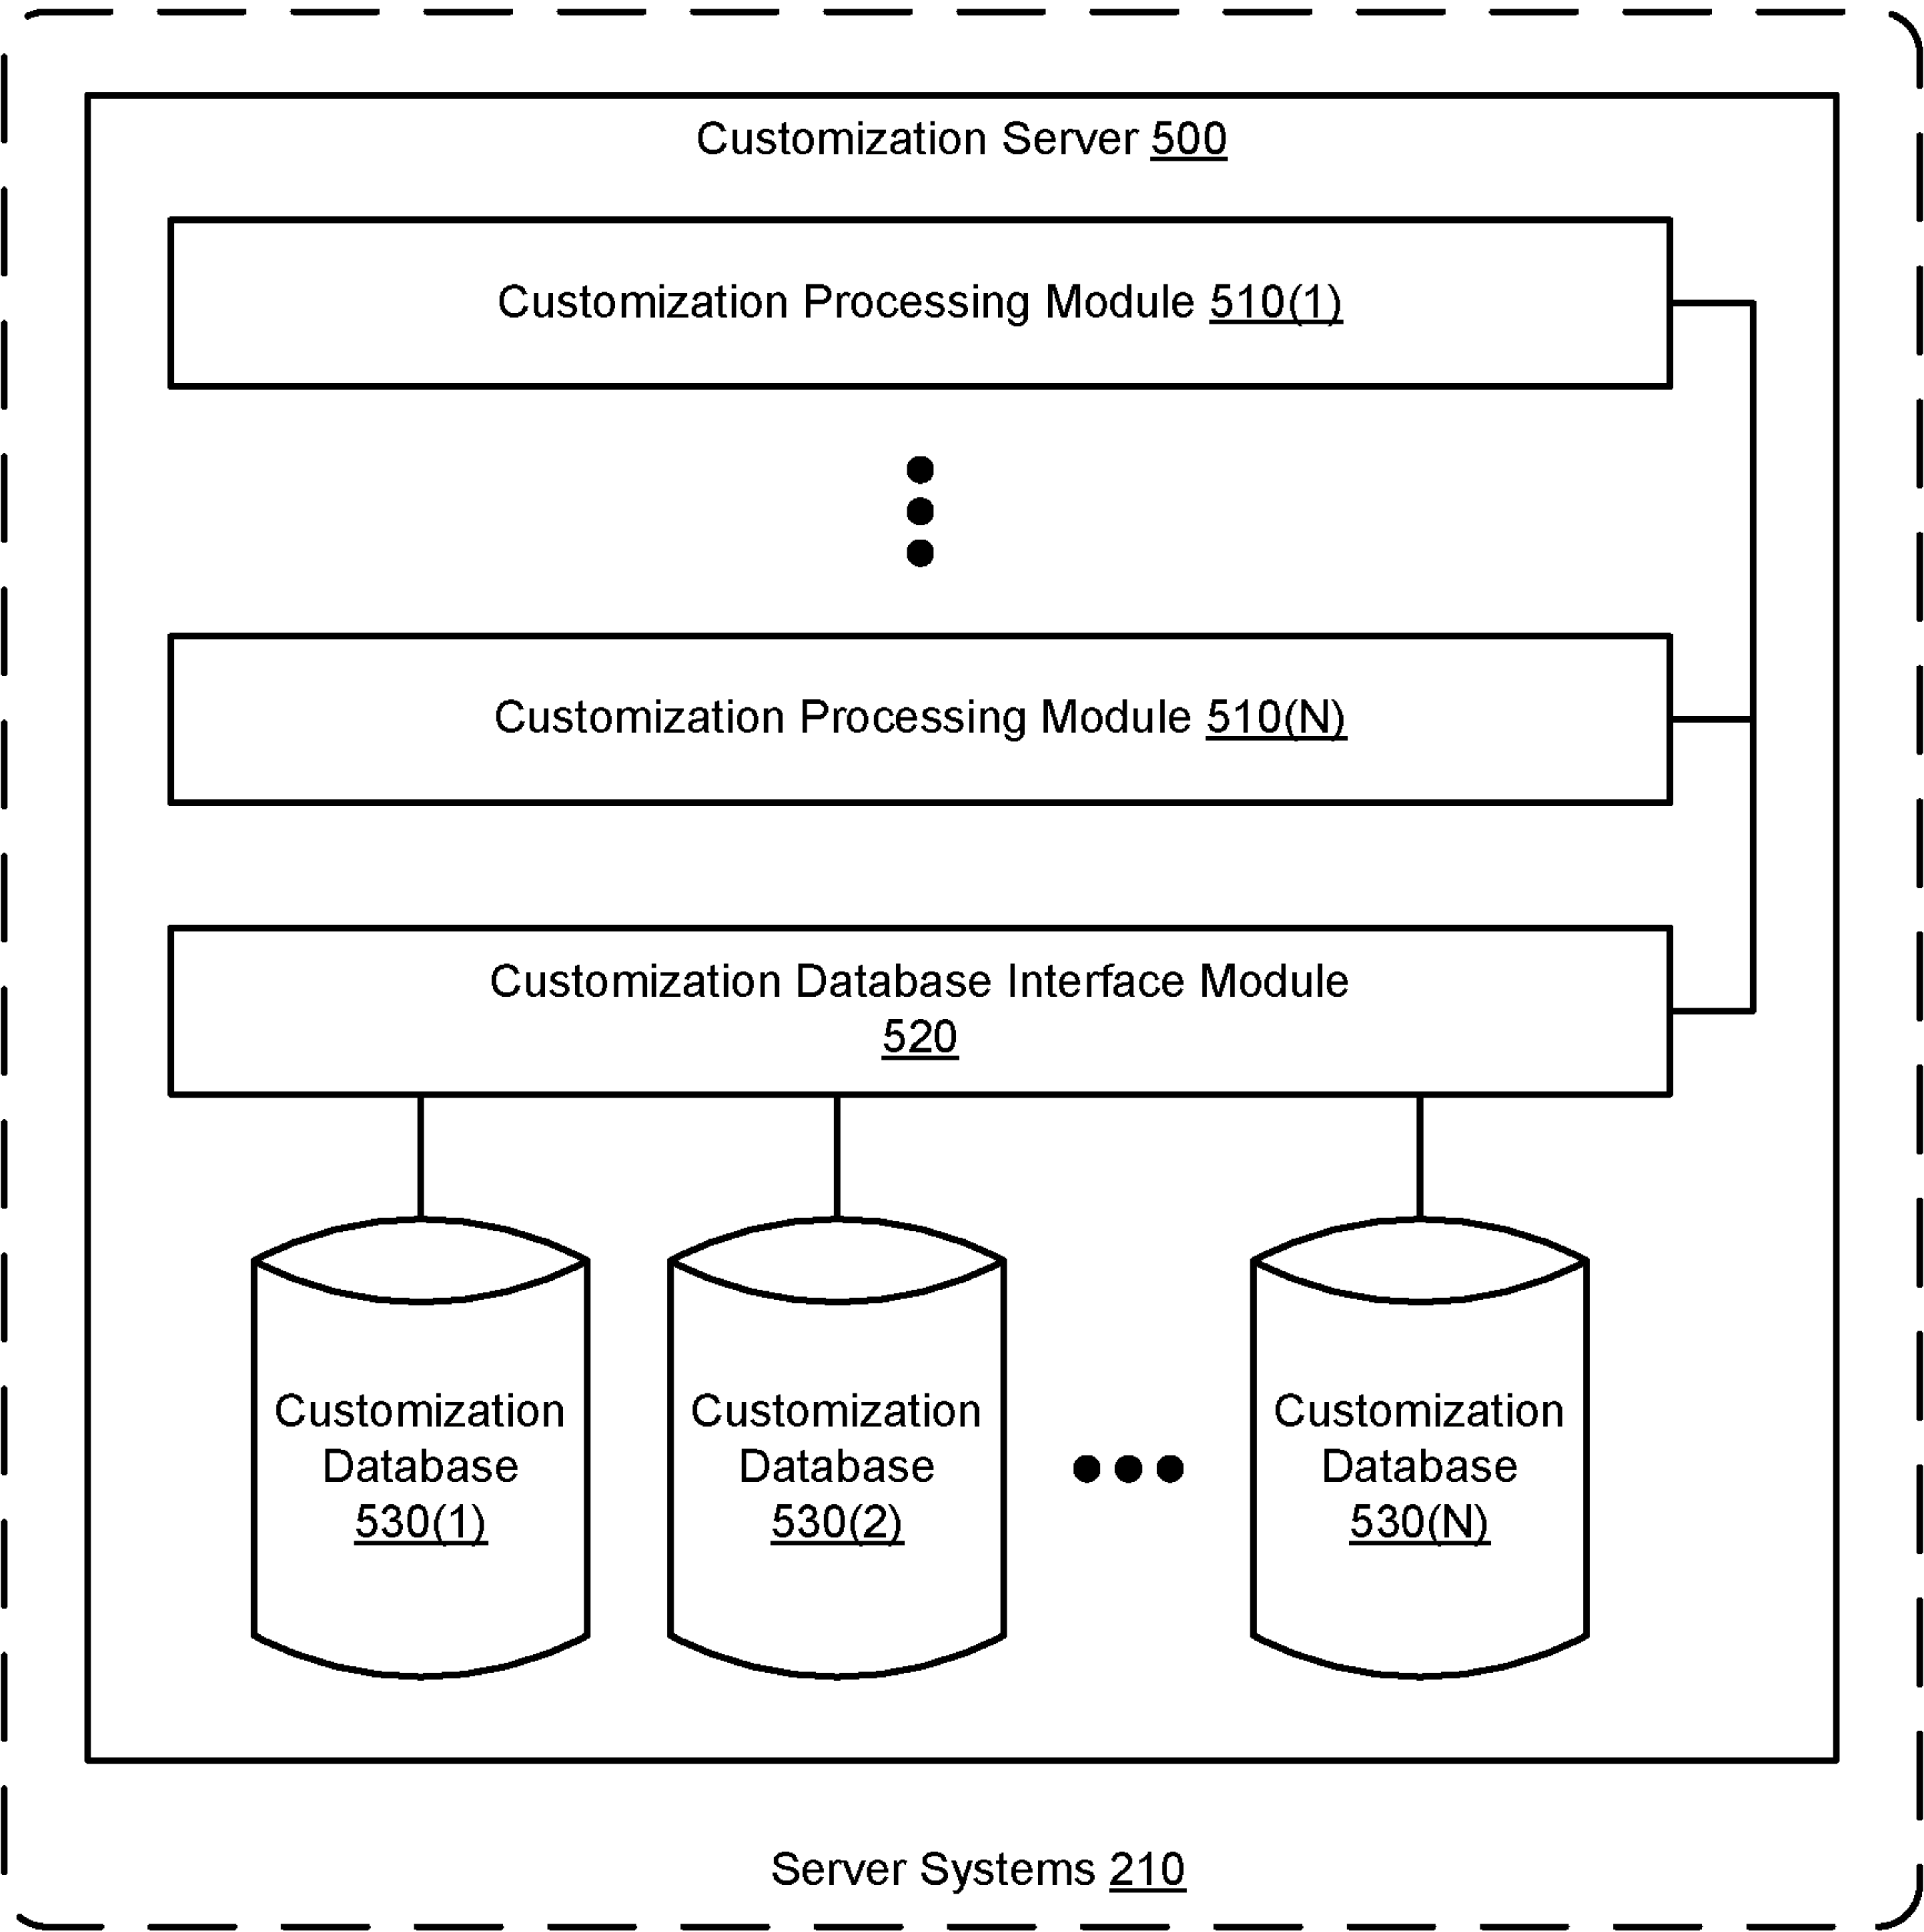 Customization Server 500
Customization Processing Module 510(1)
Customization Processing Module 510(N)
Customization Database Interface Module
520
Customization
Database
530(1)
Customization
Database
530(2)
Customization
Database
530(N)
Server Systems 210